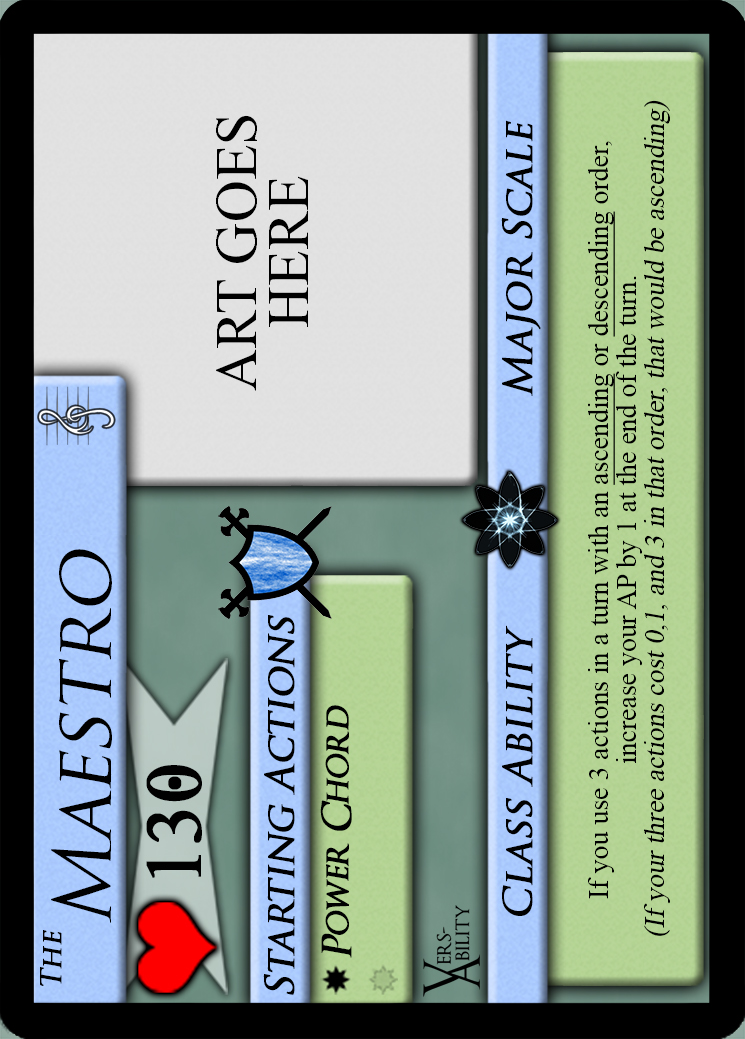 THE
MAESTRO
130
ART GOES
HERE
STARTING ACTIONS
POWER CHORD
VERS-
ABILITY
CLASS ABILITY MAJOR SCALE
If you use 3 actions in a turn with an ascending or descending order,
increase your AP by 1 at the end of the turn.
(If your three actions cost 0,1, and 3 in that order, that would be ascending)